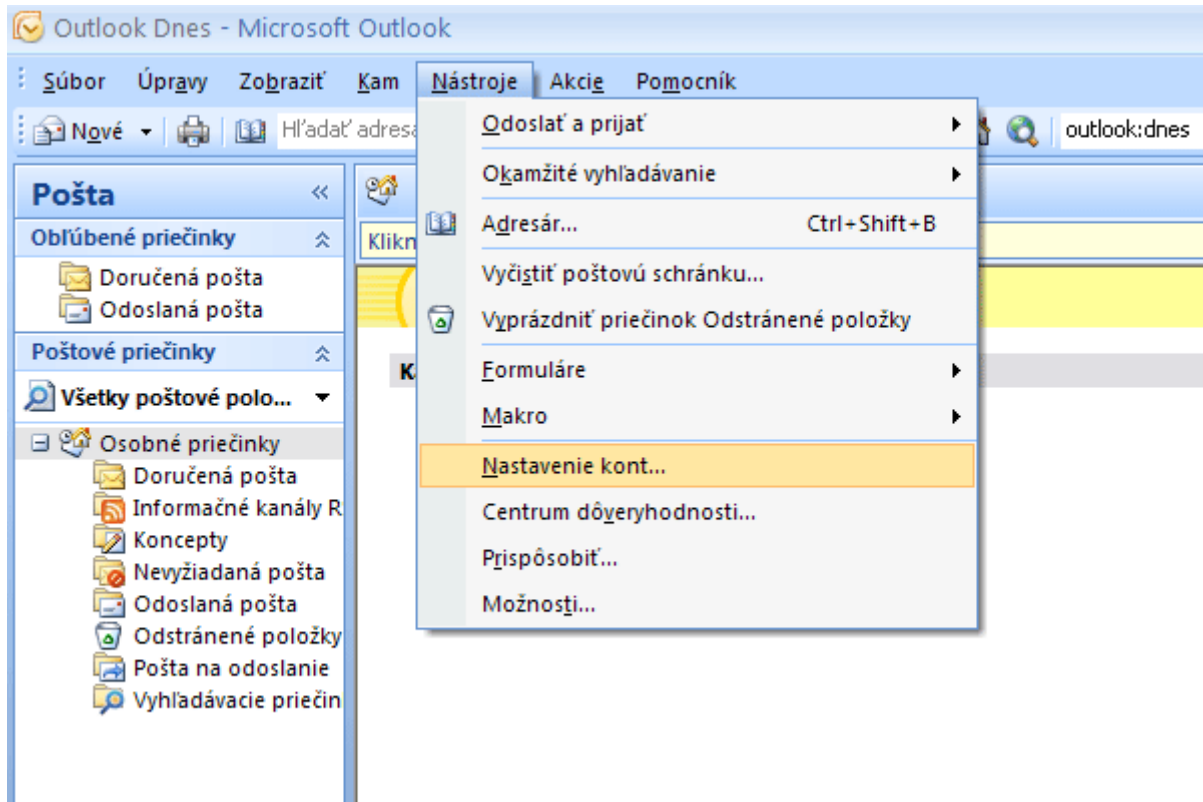 Outlook Dnes - Microsoft Outlook
Súbor Úpravy Zobraziť Kam Nástroje Akcie Pomocník
Nové Hľadať outlook:dnes
Odoslať a prijať
Okamžité vyhľadávanie
Adresár... Ctrl+Shift+B
Vyčistiť poštovú schránku...
Vyprázdniť priečinok Odstránené položky
Formuláre
Makro
Nastavenie kont...
Centrum dôveryhodnosti...
Prispôsobiť...
Možnosti...
Pošta
Obľúbené priečinky
Doručená pošta
Odoslaná pošta
Poštové priečinky
Všetky poštové polo...
Osobné priečinky
Doručená pošta
Informačné kanály R
Koncepty
Nevyžiadaná pošta
Odoslaná pošta
Odstránené položky
Pošta na odoslanie
Vyhľadávacie priečin